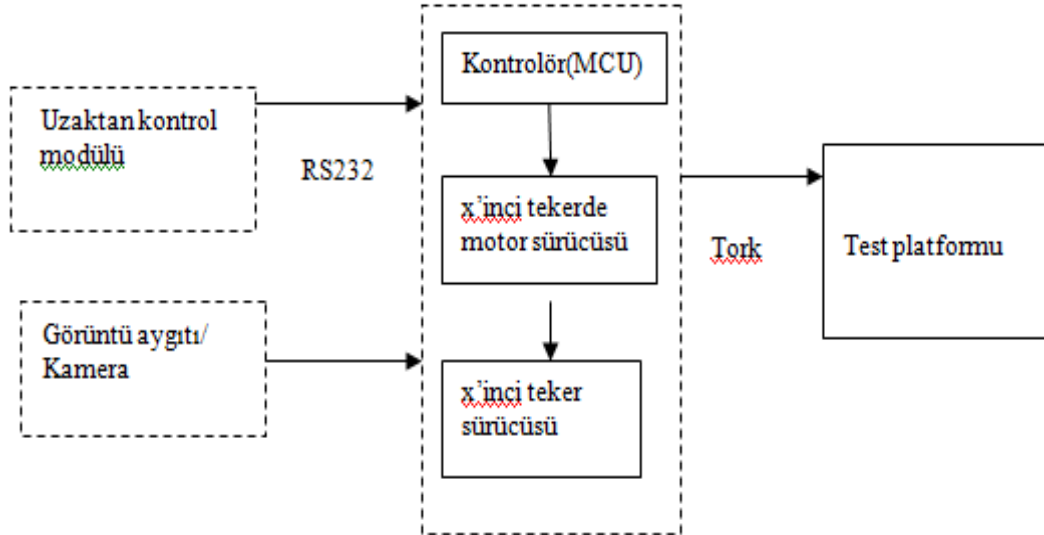 Kontrolör(MCU)
Uzaktan kontrol
modülü
RS232
x’inci tekerde
motor sürücüsü
Tork
Test platformu
Görüntü aygıtı/
Kamera
x’inci teker
sürücüsü